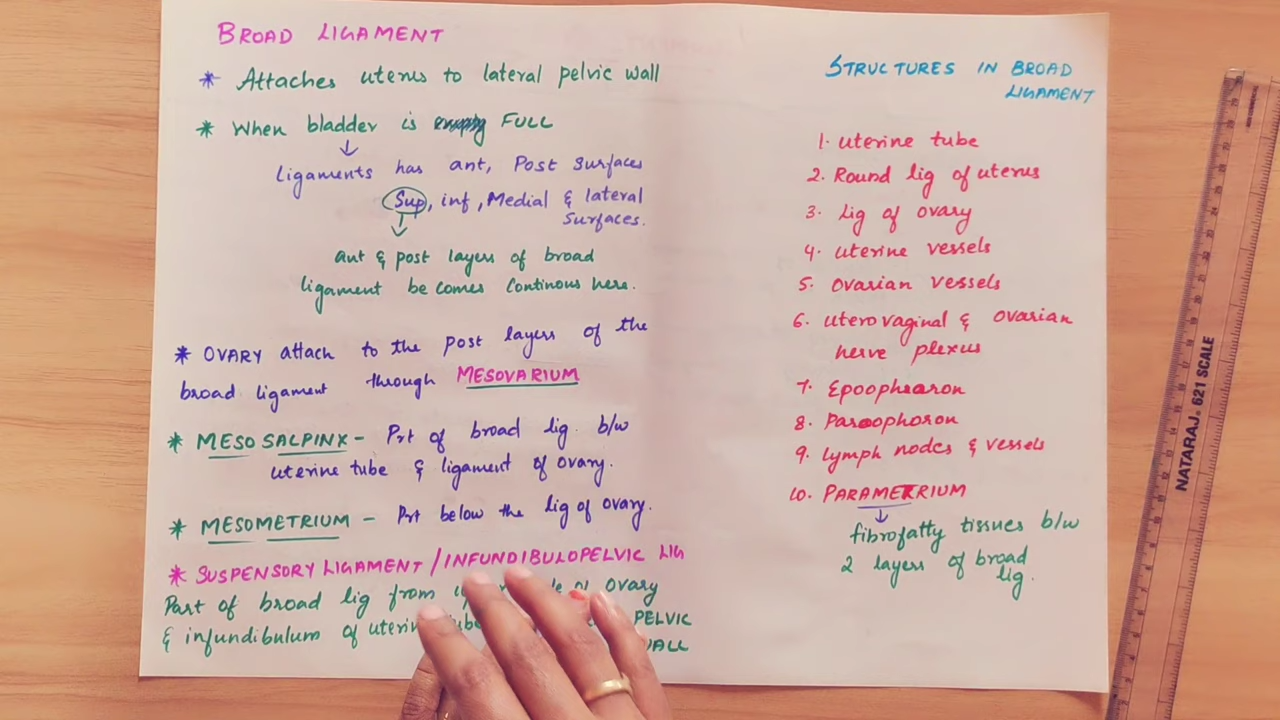 BROAD LIGAMENT
* Attaches uterus to lateral pelvic wall
* When bladder is FULL
Ligaments has ant, Post surfaces
Sup, inf, Medial & lateral
Surfaces.
ant & post layers of broad
ligament becomes Continous here.
* OVARY attach to the post layers of the
broad ligament through MESOVARIUM
* MESOSALPINX - Prt of broad lig. b/w
uterine tube & ligament of ovary.
* MESOMETRIUM - Prt below the lig of ovary.
* SUSPENSORY LIGAMENT / INFUNDIBULOPELVIC LIG
Part of broad lig from of ovary
& infundibulum of PELVIC
STRUCTURES IN BROAD
LIGAMENT
1. uterine tube
2. Round lig of uterus
3. lig of ovary
4. uterine vessels
5. Ovarian vessels
6. uterovaginal & ovarian
nerve plexus
7. Epoophoron
8. Paroophoron
9. lymph nodes & vessels
10. PARAMETRIUM
fibrofatty tissues b/w
2 layers of broad
lig.
NATARAJ 621 SCALE